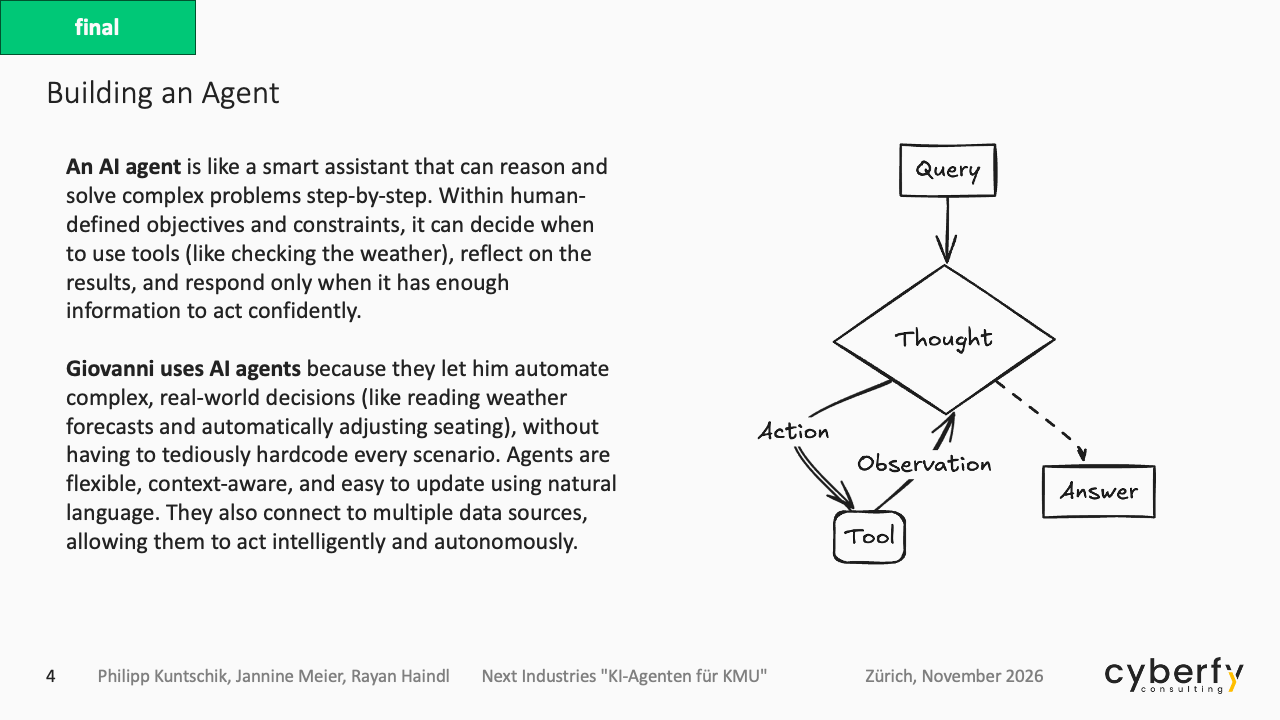 final
Building an Agent
An AI agent is like a smart assistant that can reason and
solve complex problems step-by-step. Within human-
defined objectives and constraints, it can decide when
to use tools (like checking the weather), reflect on the
results, and respond only when it has enough
information to act confidently.
Giovanni uses AI agents because they let him automate
complex, real-world decisions (like reading weather
forecasts and automatically adjusting seating), without
having to tediously hardcode every scenario. Agents are
flexible, context-aware, and easy to update using natural
language. They also connect to multiple data sources,
allowing them to act intelligently and autonomously.
Query
Thought
Action
Observation
Answer
Tool
4 Philipp Kuntschik, Jannine Meier, Rayan Haindl Next Industries "KI-Agenten für KMU" Zürich, November 2026
cyberfy
consulting